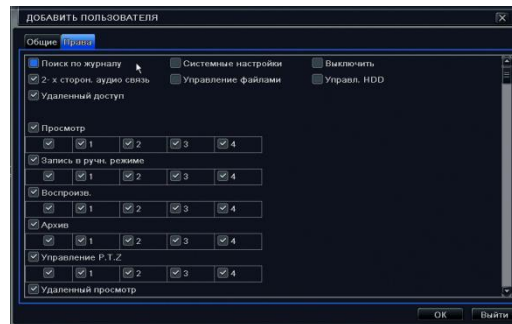 ДОБАВИТЬ ПОЛЬЗОВАТЕЛЯ
Общие Права
Поиск по журналу Системные настройки Выключить
2- х сторон. аудио связь Управление файлами Управл. HDD
Удаленный доступ
Просмотр
1 2 3 4
Запись в ручн. режиме
1 2 3 4
Воспроизв.
1 2 3 4
Архив
1 2 3 4
Управление P.T.Z
1 2 3 4
Удаленный просмотр
OK Выйти